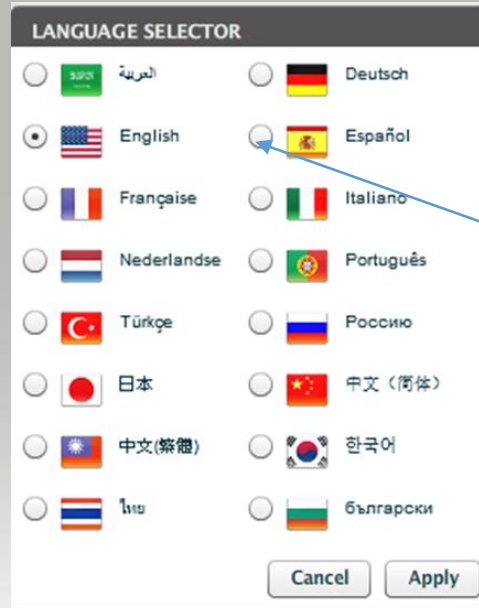 LANGUAGE SELECTOR
العربية Deutsch
English Español
Française Italiano
Nederlandse Português
Türkçe Россию
日本 中文（简体）
中文(繁體) 한국어
ไทย български
Cancel Apply